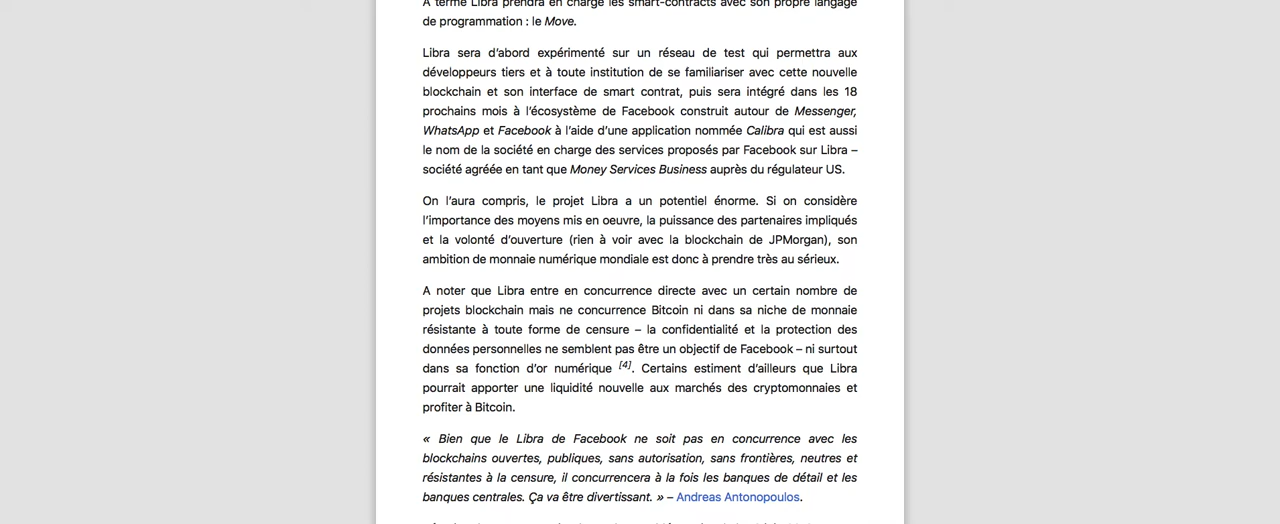 A terme Libra prendra en charge les smart-contracts avec son propre langage
de programmation : le Move.
Libra sera d’abord expérimenté sur un réseau de test qui permettra aux
développeurs tiers et à toute institution de se familiariser avec cette nouvelle
blockchain et son interface de smart contrat, puis sera intégré dans les 18
prochains mois à l’écosystème de Facebook construit autour de Messenger,
WhatsApp et Facebook à l’aide d’une application nommée Calibra qui est aussi
le nom de la société en charge des services proposés par Facebook sur Libra –
société agréée en tant que Money Services Business auprès du régulateur US.
On l’aura compris, le projet Libra a un potentiel énorme. Si on considère
l’importance des moyens mis en oeuvre, la puissance des partenaires impliqués
et la volonté d’ouverture (rien à voir avec la blockchain de JPMorgan), son
ambition de monnaie numérique mondiale est donc à prendre très au sérieux.
A noter que Libra entre en concurrence directe avec un certain nombre de
projets blockchain mais ne concurrence Bitcoin ni dans sa niche de monnaie
résistante à toute forme de censure – la confidentialité et la protection des
données personnelles ne semblent pas être un objectif de Facebook – ni surtout
dans sa fonction d’or numérique [4]. Certains estiment d’ailleurs que Libra
pourrait apporter une liquidité nouvelle aux marchés des cryptomonnaies et
profiter à Bitcoin.
« Bien que le Libra de Facebook ne soit pas en concurrence avec les
blockchains ouvertes, publiques, sans autorisation, sans frontières, neutres et
résistantes à la censure, il concurrencera à la fois les banques de détail et les
banques centrales. Ça va être divertissant. » – Andreas Antonopoulos.